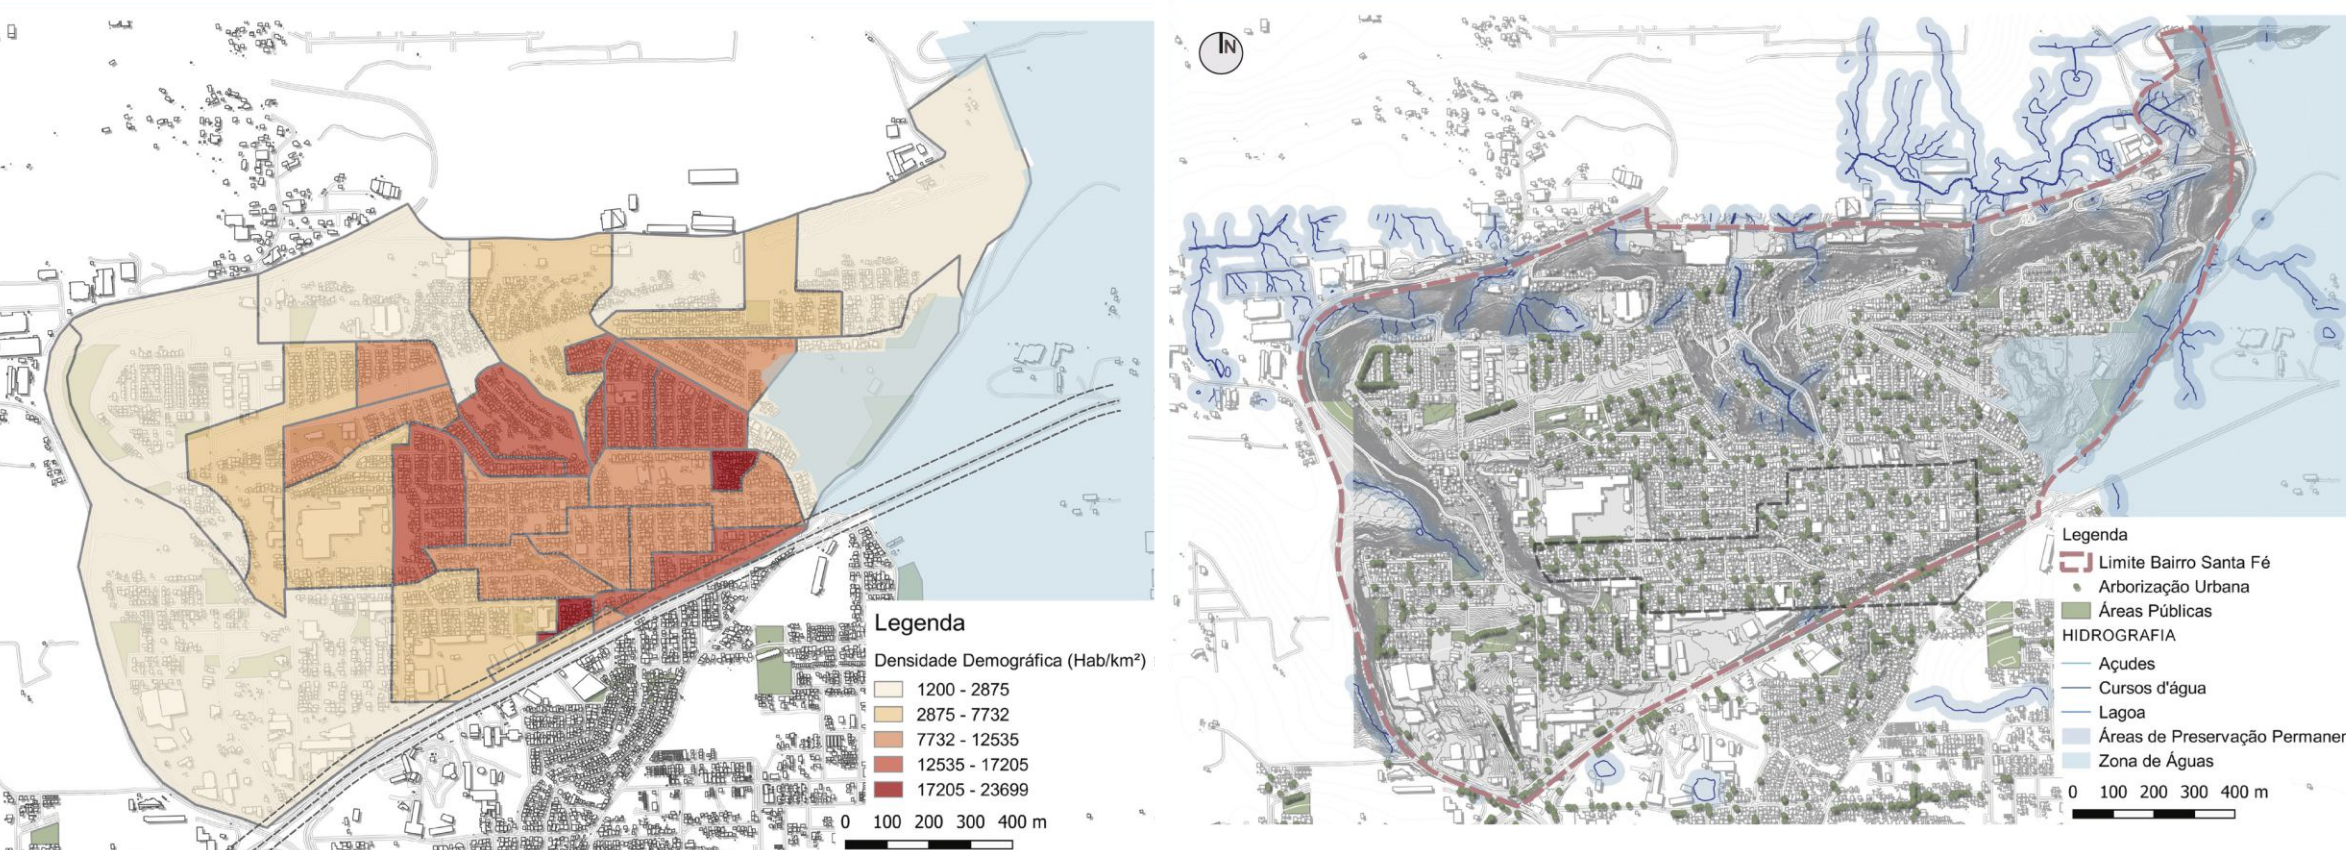 Legenda
Densidade Demográfica (Hab/km²)
1200 - 2875
2875 - 7732
7732 - 12535
12535 - 17205
17205 - 23699
0 100 200 300 400 m
N
Legenda
Limite Bairro Santa Fé
Arborização Urbana
Áreas Públicas
HIDROGRAFIA
Açudes
Cursos d'água
Lagoa
Áreas de Preservação Permaner
Zona de Águas
0 100 200 300 400 m